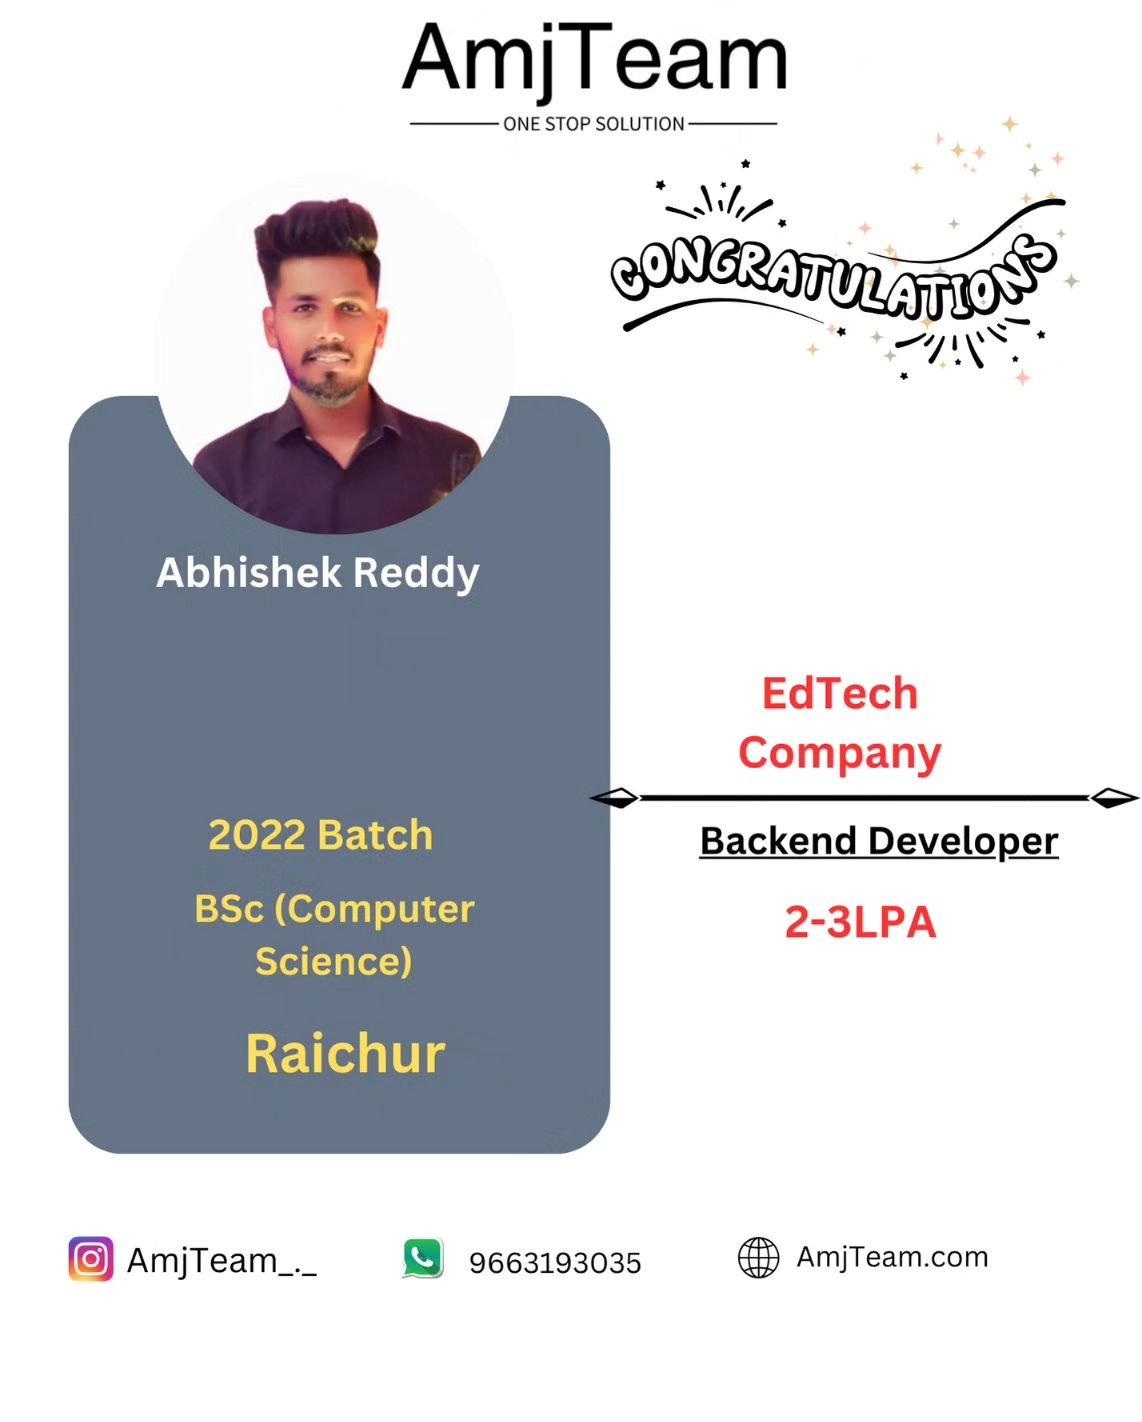 AmjTeam
ONE STOP SOLUTION
CONGRATULATIONS
Abhishek Reddy
2022 Batch
BSc (Computer
Science)
Raichur
EdTech
Company
Backend Developer
2-3LPA
AmjTeam_._
9663193035
AmjTeam.com